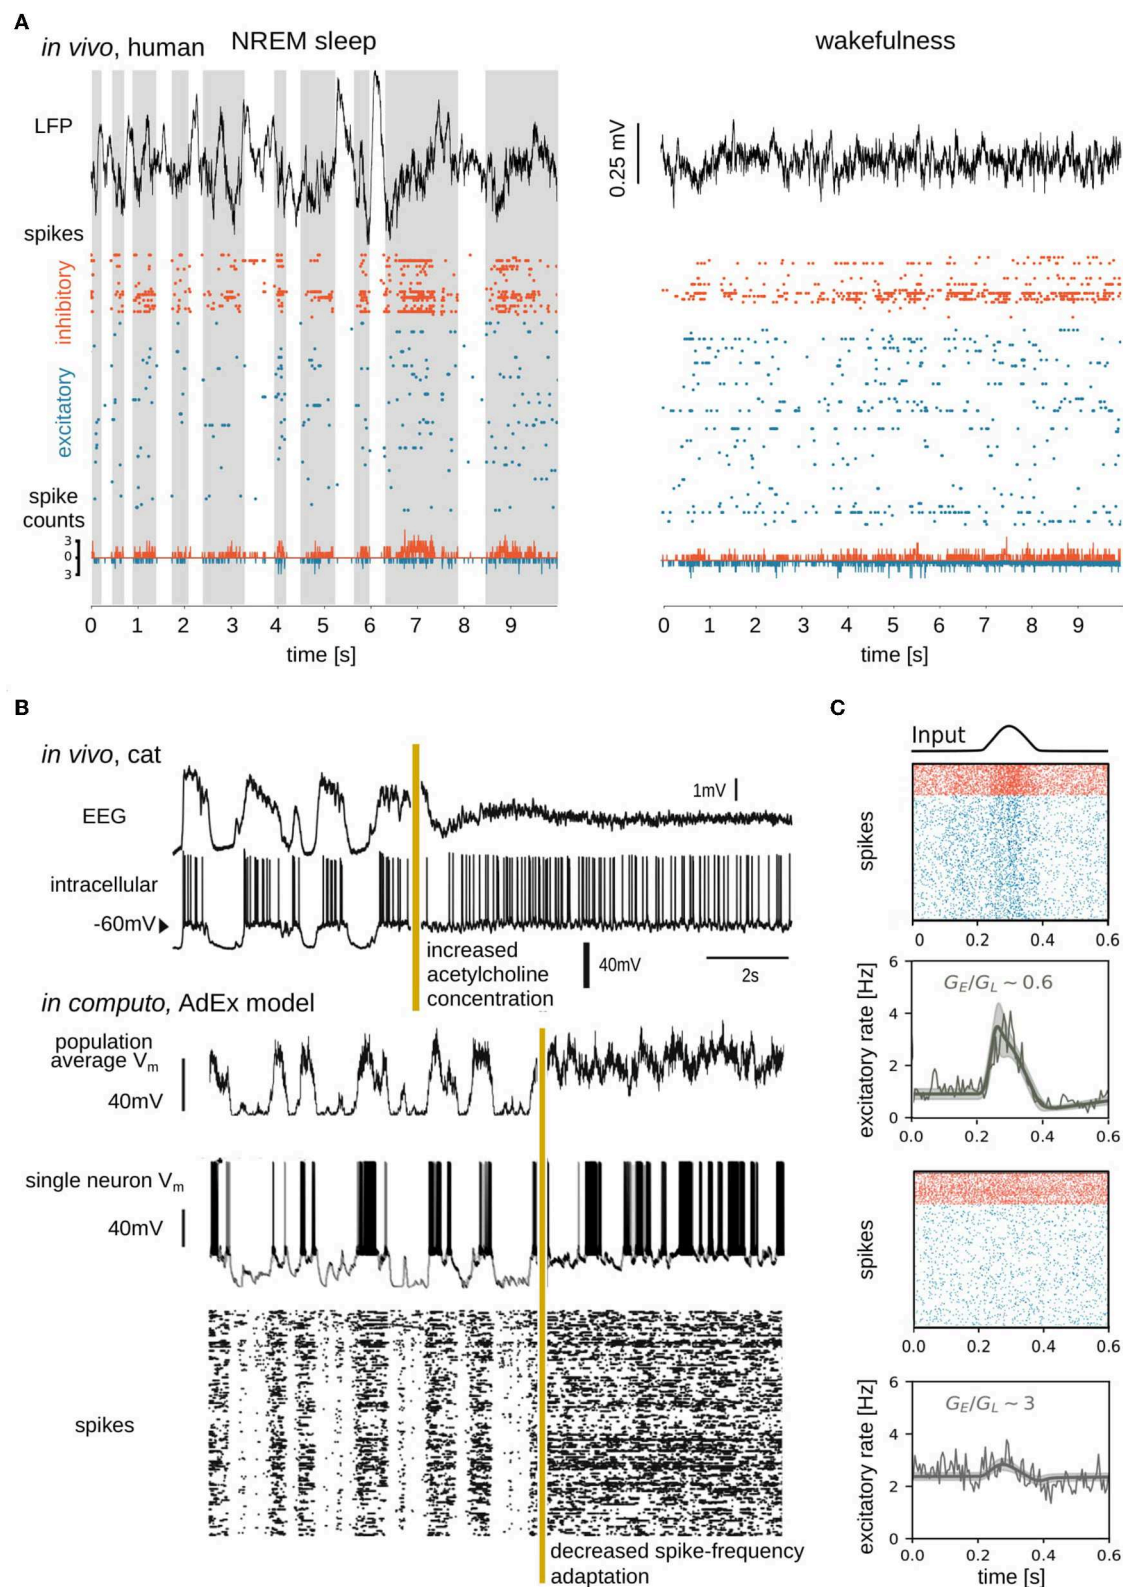 A
in vivo, human
NREM sleep
wakefulness
LFP
0.25 mV
spikes
inhibitory
excitatory
spike
counts
3
0
3
0 1 2 3 4 5 6 7 8 9
time [s]
0 1 2 3 4 5 6 7 8 9
time [s]
B
in vivo, cat
EEG
1mV
intracellular
-60mV
increased
acetylcholine
concentration
40mV
2s
in computo, AdEx model
population
average Vm
40mV
single neuron Vm
40mV
spikes
decreased spike-frequency
adaptation
C
Input
spikes
0 0.2 0.4 0.6
excitatory rate [Hz]
6
4
2
0
GE/GL ~ 0.6
0.0 0.2 0.4 0.6
spikes
0.0 0.2 0.4 0.6
excitatory rate [Hz]
6
4
2
0
GE/GL ~ 3
0.0 0.2 0.4 0.6
time [s]